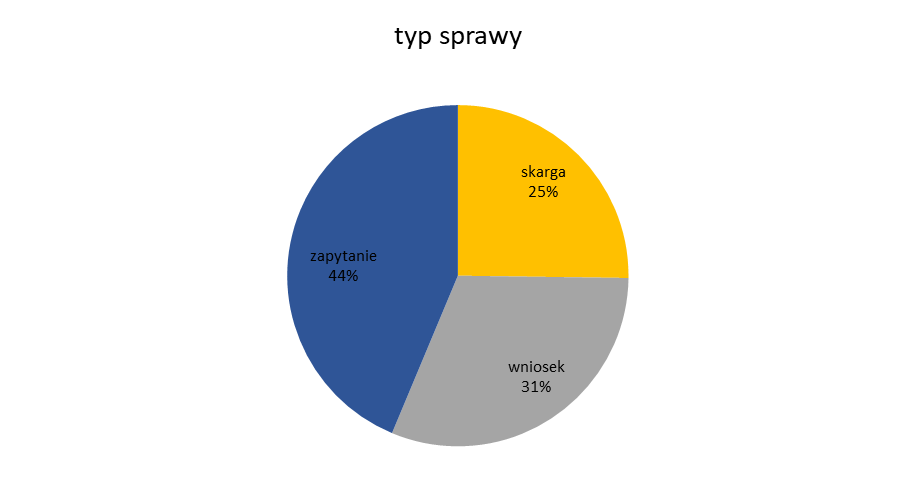 typ sprawy
skarga
25%
zapytanie
44%
wniosek
31%